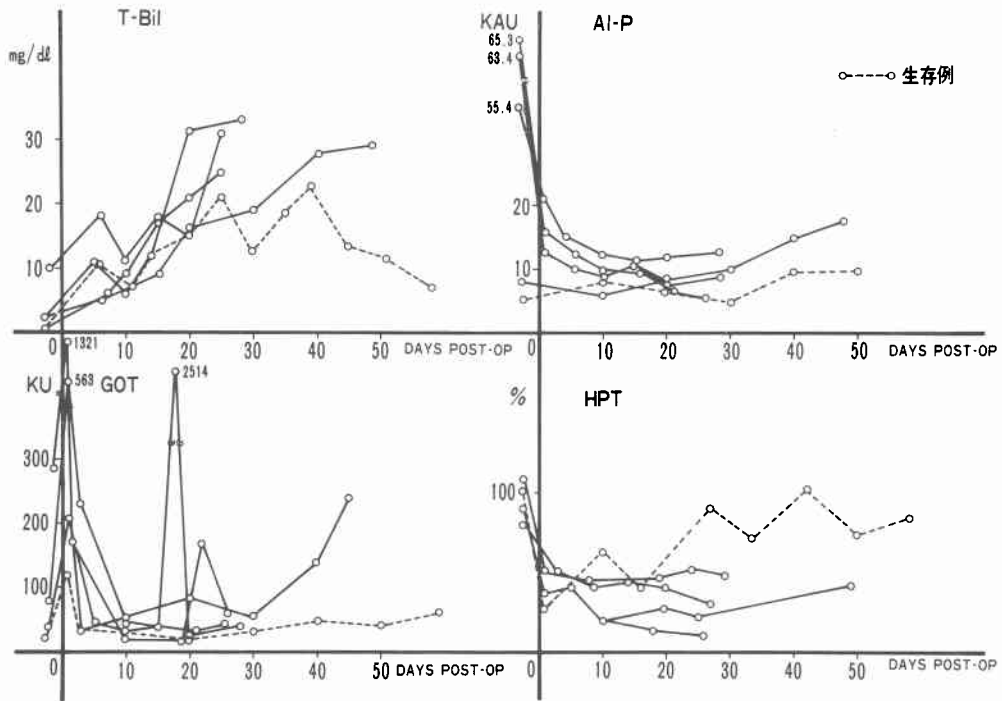 T-Bil
mg/dl
30
20
10
0 10 20 30 40 50 DAYS POST-OP
KAU Al-P
65.3
63.4
55.4
生存例
20
10
0 10 20 30 40 50 DAYS POST-OP
KU GOT
1321
563
2514
300
200
100
0 10 20 30 40 50 DAYS POST-OP
% HPT
100
0 10 20 30 40 50 DAYS POST-OP